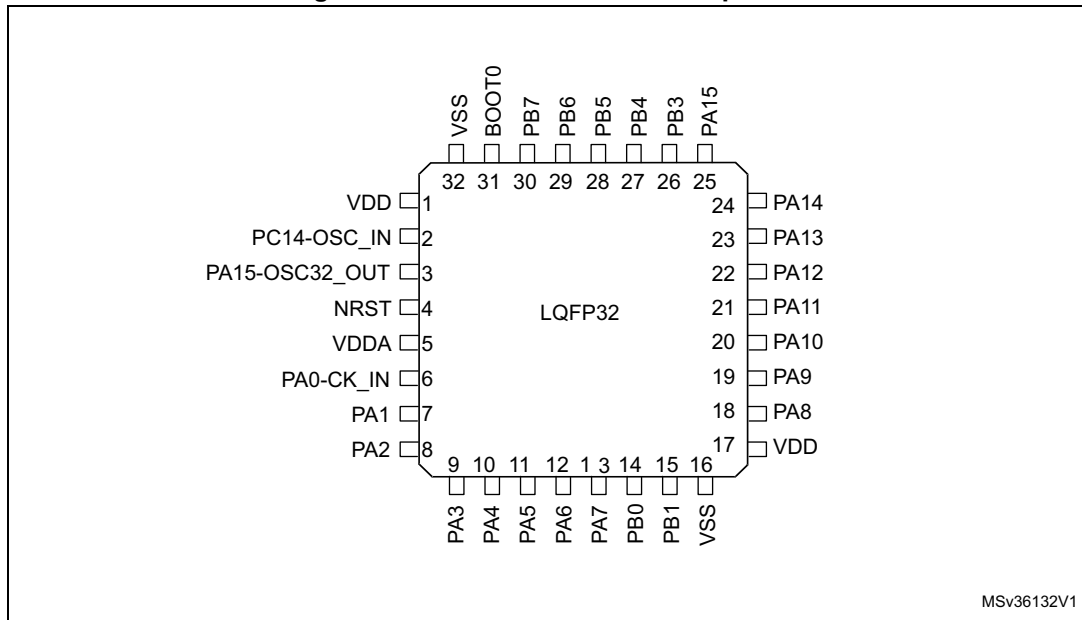 VSS
BOOT0
PB7
PB6
PB5
PB4
PB3
PA15
32 31 30 29 28 27 26 25
VDD 1
PC14-OSC_IN 2
PA15-OSC32_OUT 3
NRST 4
VDDA 5
PA0-CK_IN 6
PA1 7
PA2 8
LQFP32
24 PA14
23 PA13
22 PA12
21 PA11
20 PA10
19 PA9
18 PA8
17 VDD
9 10 11 12 1 3 14 15 16
PA3
PA4
PA5
PA6
PA7
PB0
PB1
VSS
MSv36132V1